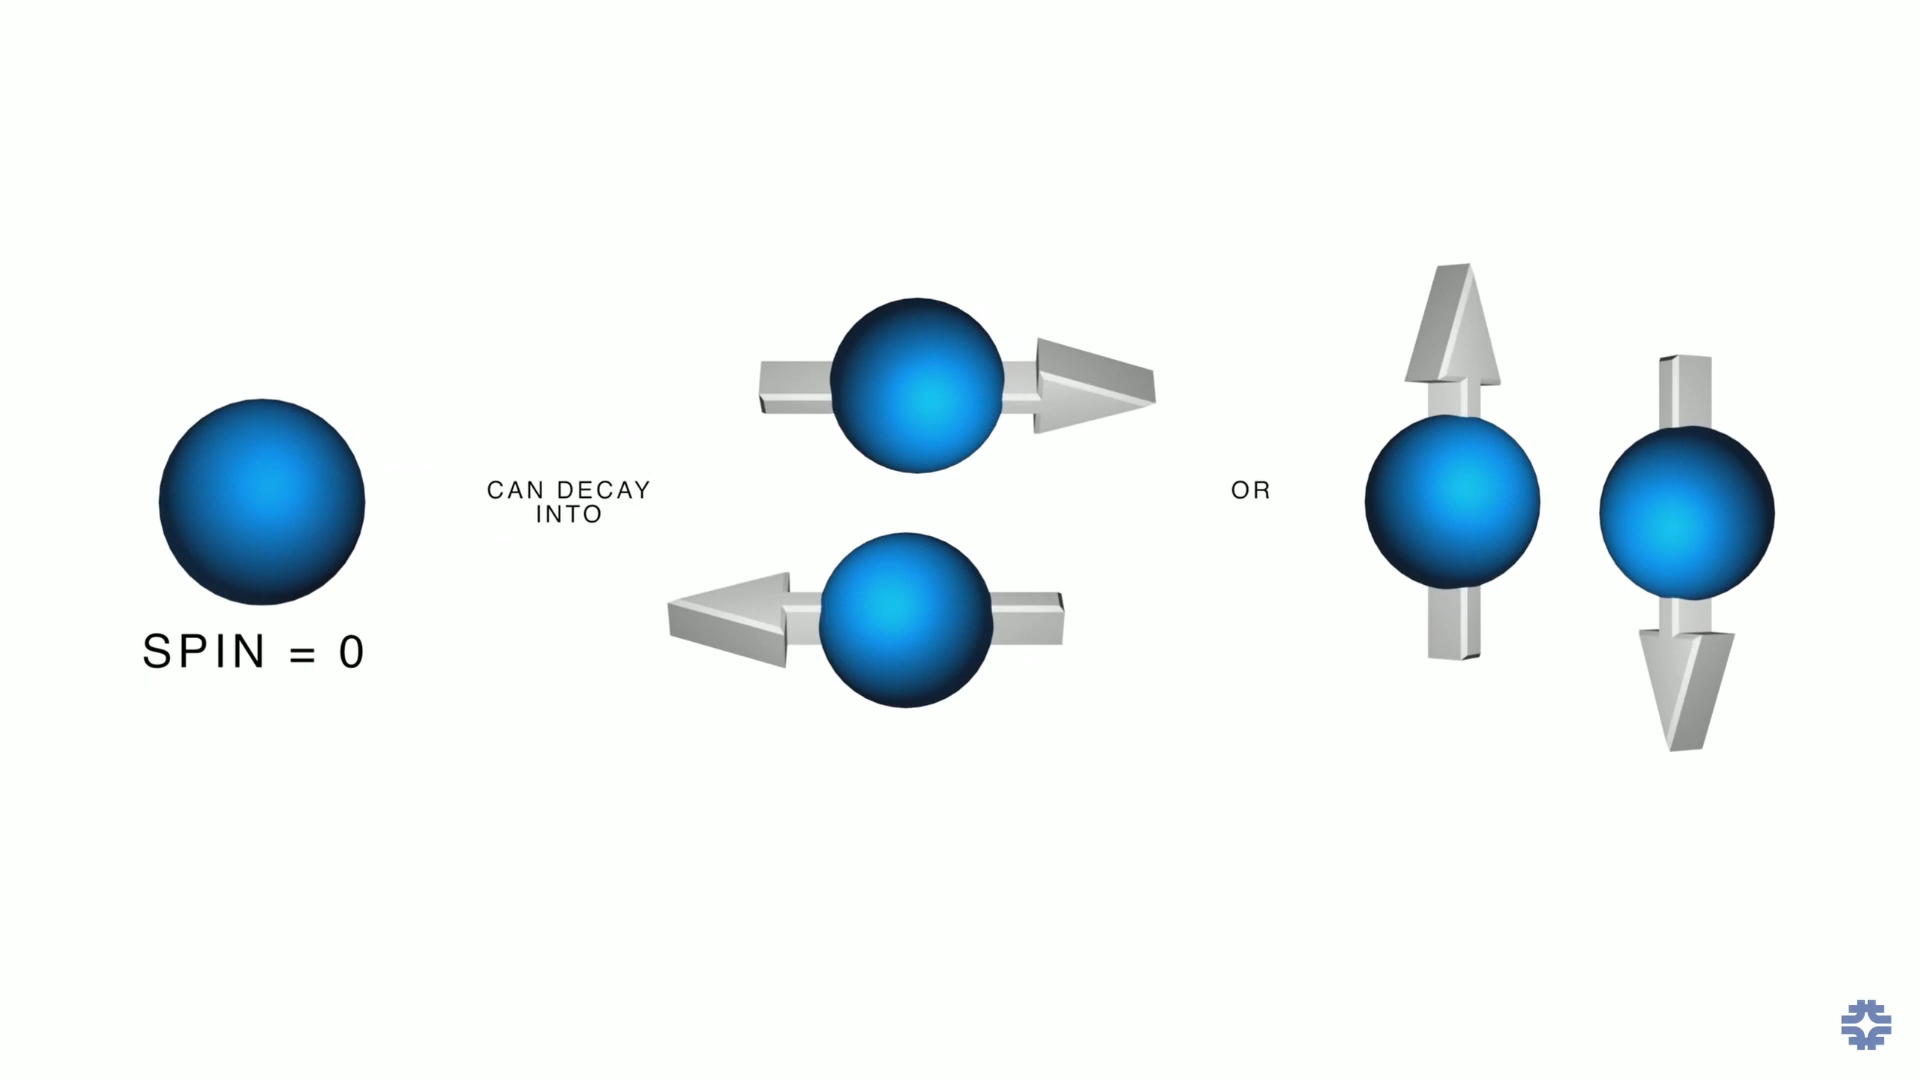 CAN DECAY
INTO
OR
SPIN = 0